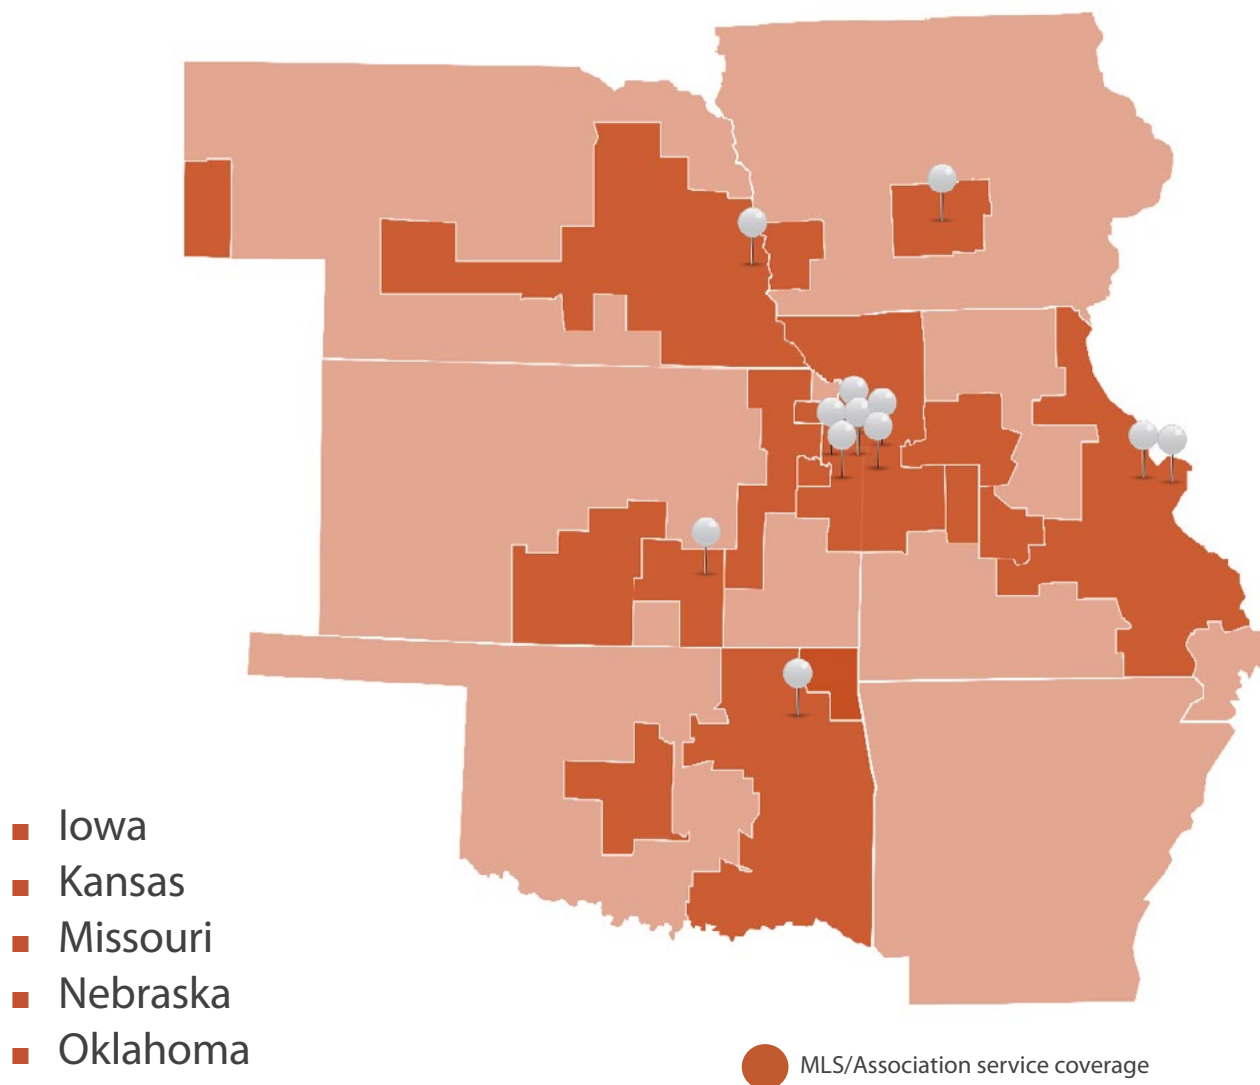 Iowa
Kansas
Missouri
Nebraska
Oklahoma
MLS/Association service coverage